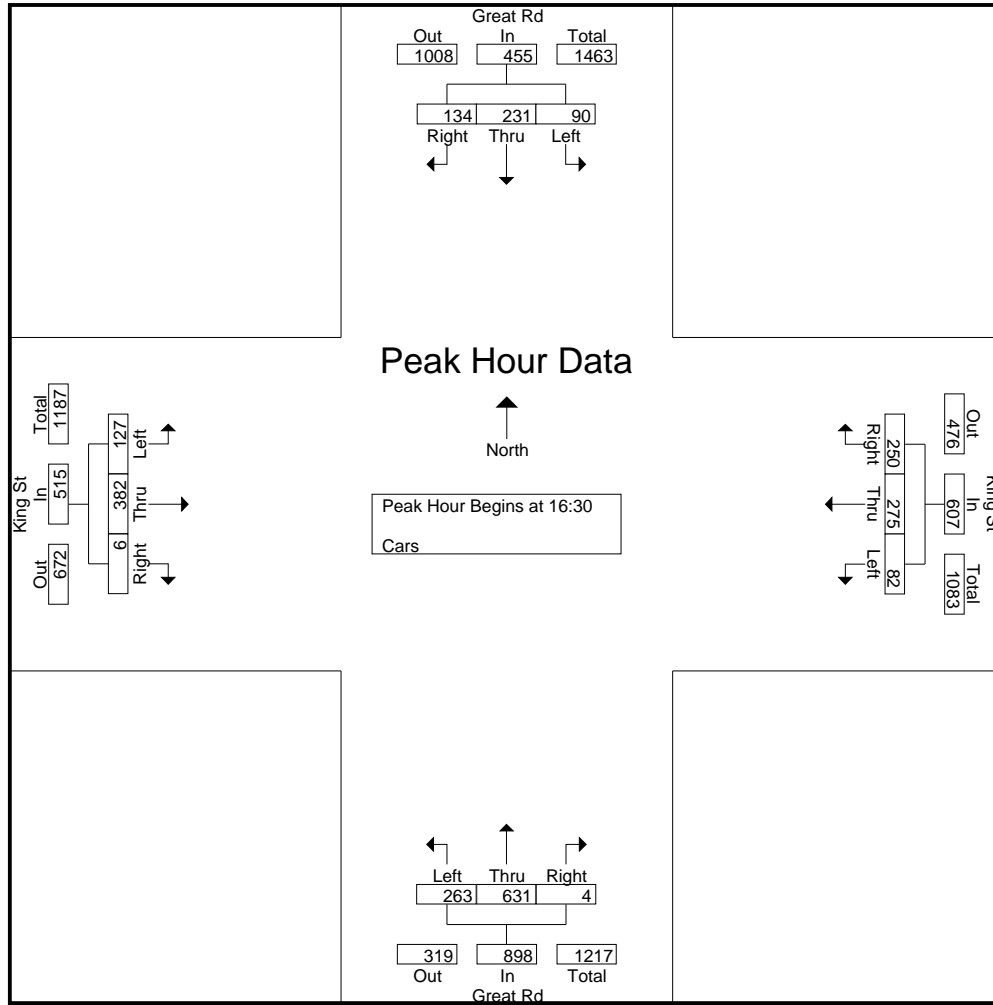 Great Rd
Out In Total
1008 455 1463
134 231 90
Right Thru Left
Peak Hour Data
North
Peak Hour Begins at 16:30
Cars
King St
Total In Out
1187 515 672
127 382 6
Left Thru Right
Right Thru Left
250 275 82
Out In Total
476 607 1083
King St
Left Thru Right
263 631 4
319 898 1217
Out In Total
Great Rd